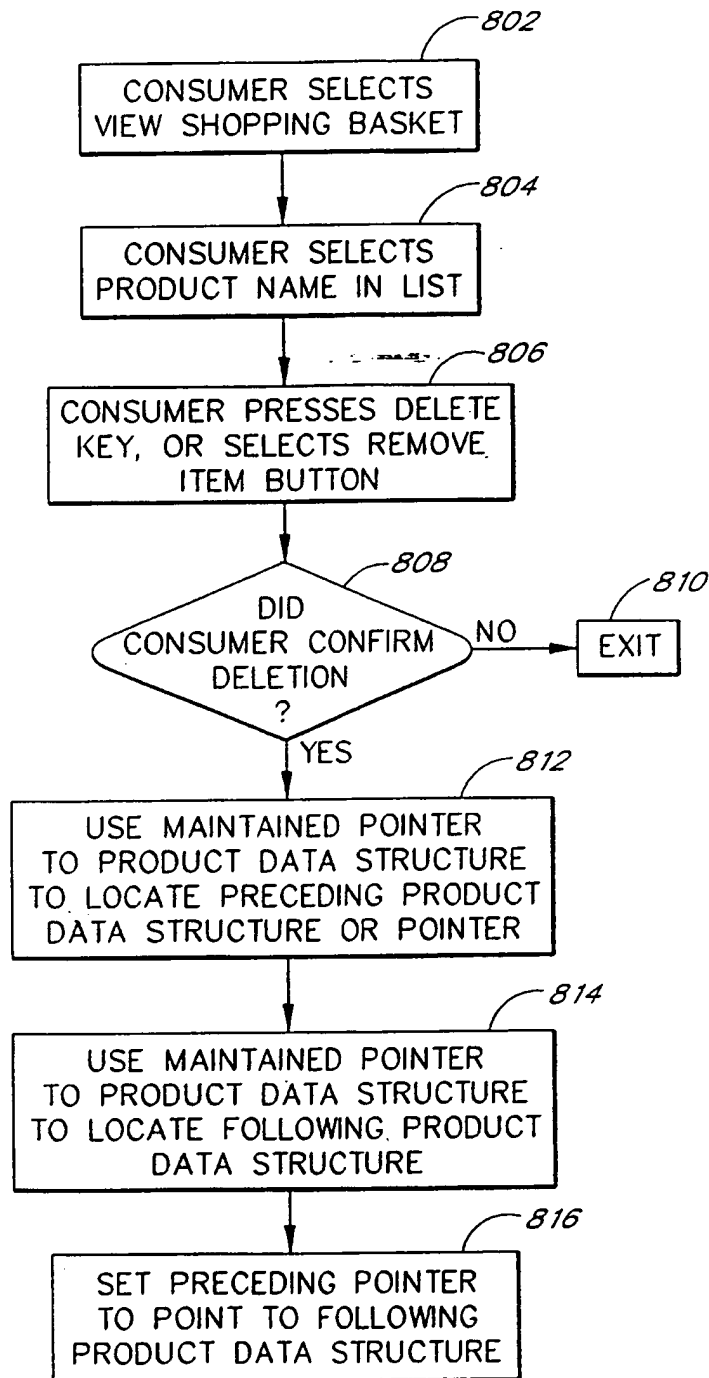 802
CONSUMER SELECTS
VIEW SHOPPING BASKET
804
CONSUMER SELECTS
PRODUCT NAME IN LIST
806
CONSUMER PRESSES DELETE
KEY, OR SELECTS REMOVE
ITEM BUTTON
808
DID
CONSUMER CONFIRM
DELETION
?
NO
810
EXIT
YES
812
USE MAINTAINED POINTER
TO PRODUCT DATA STRUCTURE
TO LOCATE PRECEDING PRODUCT
DATA STRUCTURE OR POINTER
814
USE MAINTAINED POINTER
TO PRODUCT DATA STRUCTURE
TO LOCATE FOLLOWING PRODUCT
DATA STRUCTURE
816
SET PRECEDING POINTER
TO POINT TO FOLLOWING
PRODUCT DATA STRUCTURE